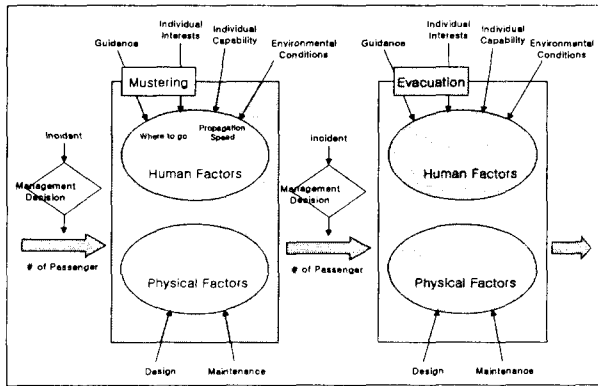 Guidance
Individual
Interests
Individual
Capability
Environmental
Conditions
Mustering
Where to go
Propagation
Speed
Human Factors
Incident
Management
Decision
# of Passenger
Physical Factors
Design
Maintenance
Guidance
Individual
Interests
Individual
Capability
Environmental
Conditions
Evacuation
Human Factors
Incident
Management
Decision
# of Passenger
Physical Factors
Design
Maintenance